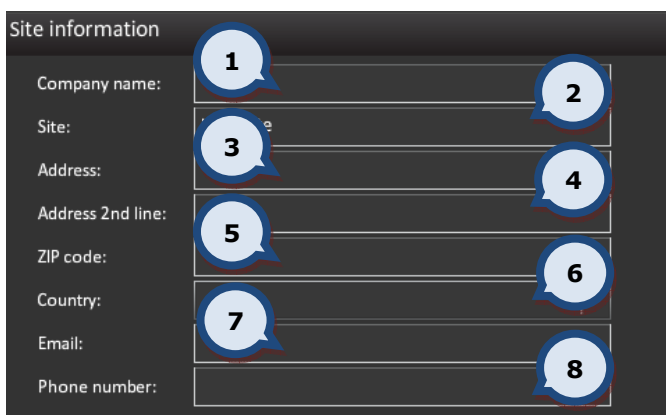 Site information
1
Company name:
2
Site:
3
Address:
4
Address 2nd line:
5
ZIP code:
6
Country:
7
Email:
Phone number:
8